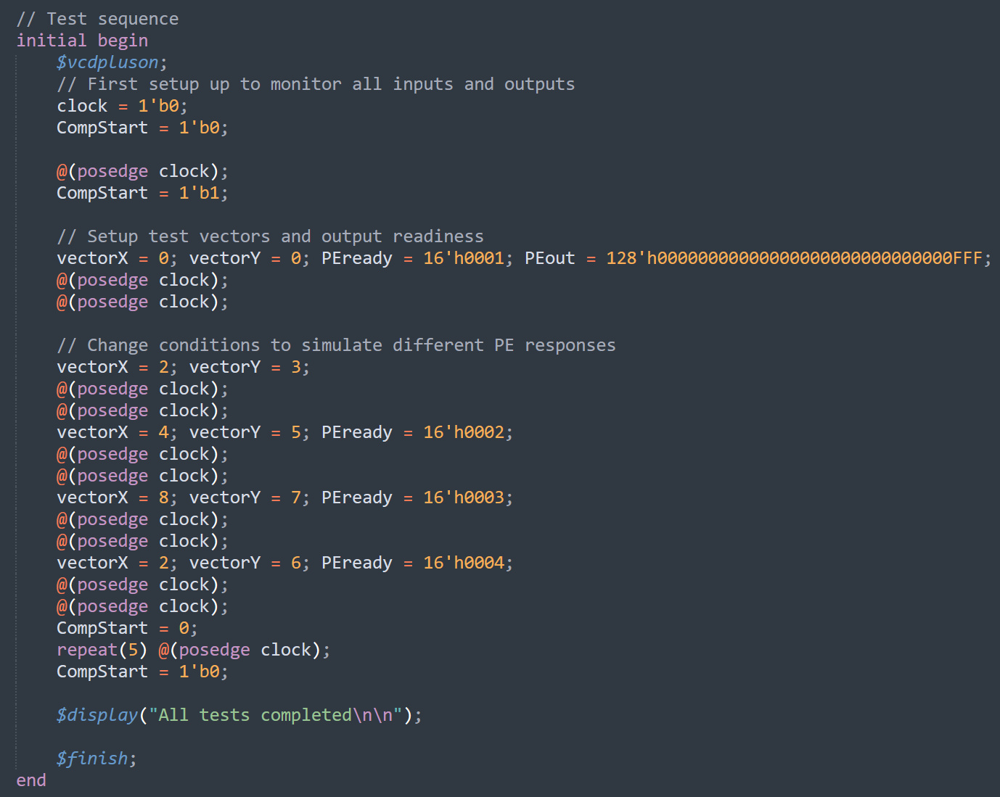 // Test sequence
initial begin
    $vcdpluson;
    // First setup up to monitor all inputs and outputs
    clock = 1'b0;
    CompStart = 1'b0;

    @(posedge clock);
    CompStart = 1'b1;

    // Setup test vectors and output readiness
    vectorX = 0; vectorY = 0; PEready = 16'h0001; PEout = 128'h00000000000000000000000000000FFF;
    @(posedge clock);
    @(posedge clock);

    // Change conditions to simulate different PE responses
    vectorX = 2; vectorY = 3;
    @(posedge clock);
    @(posedge clock);
    vectorX = 4; vectorY = 5; PEready = 16'h0002;
    @(posedge clock);
    @(posedge clock);
    vectorX = 8; vectorY = 7; PEready = 16'h0003;
    @(posedge clock);
    @(posedge clock);
    vectorX = 2; vectorY = 6; PEready = 16'h0004;
    @(posedge clock);
    @(posedge clock);
    CompStart = 0;
    repeat(5) @(posedge clock);
    CompStart = 1'b0;

    $display("All tests completed\n\n");

    $finish;
end